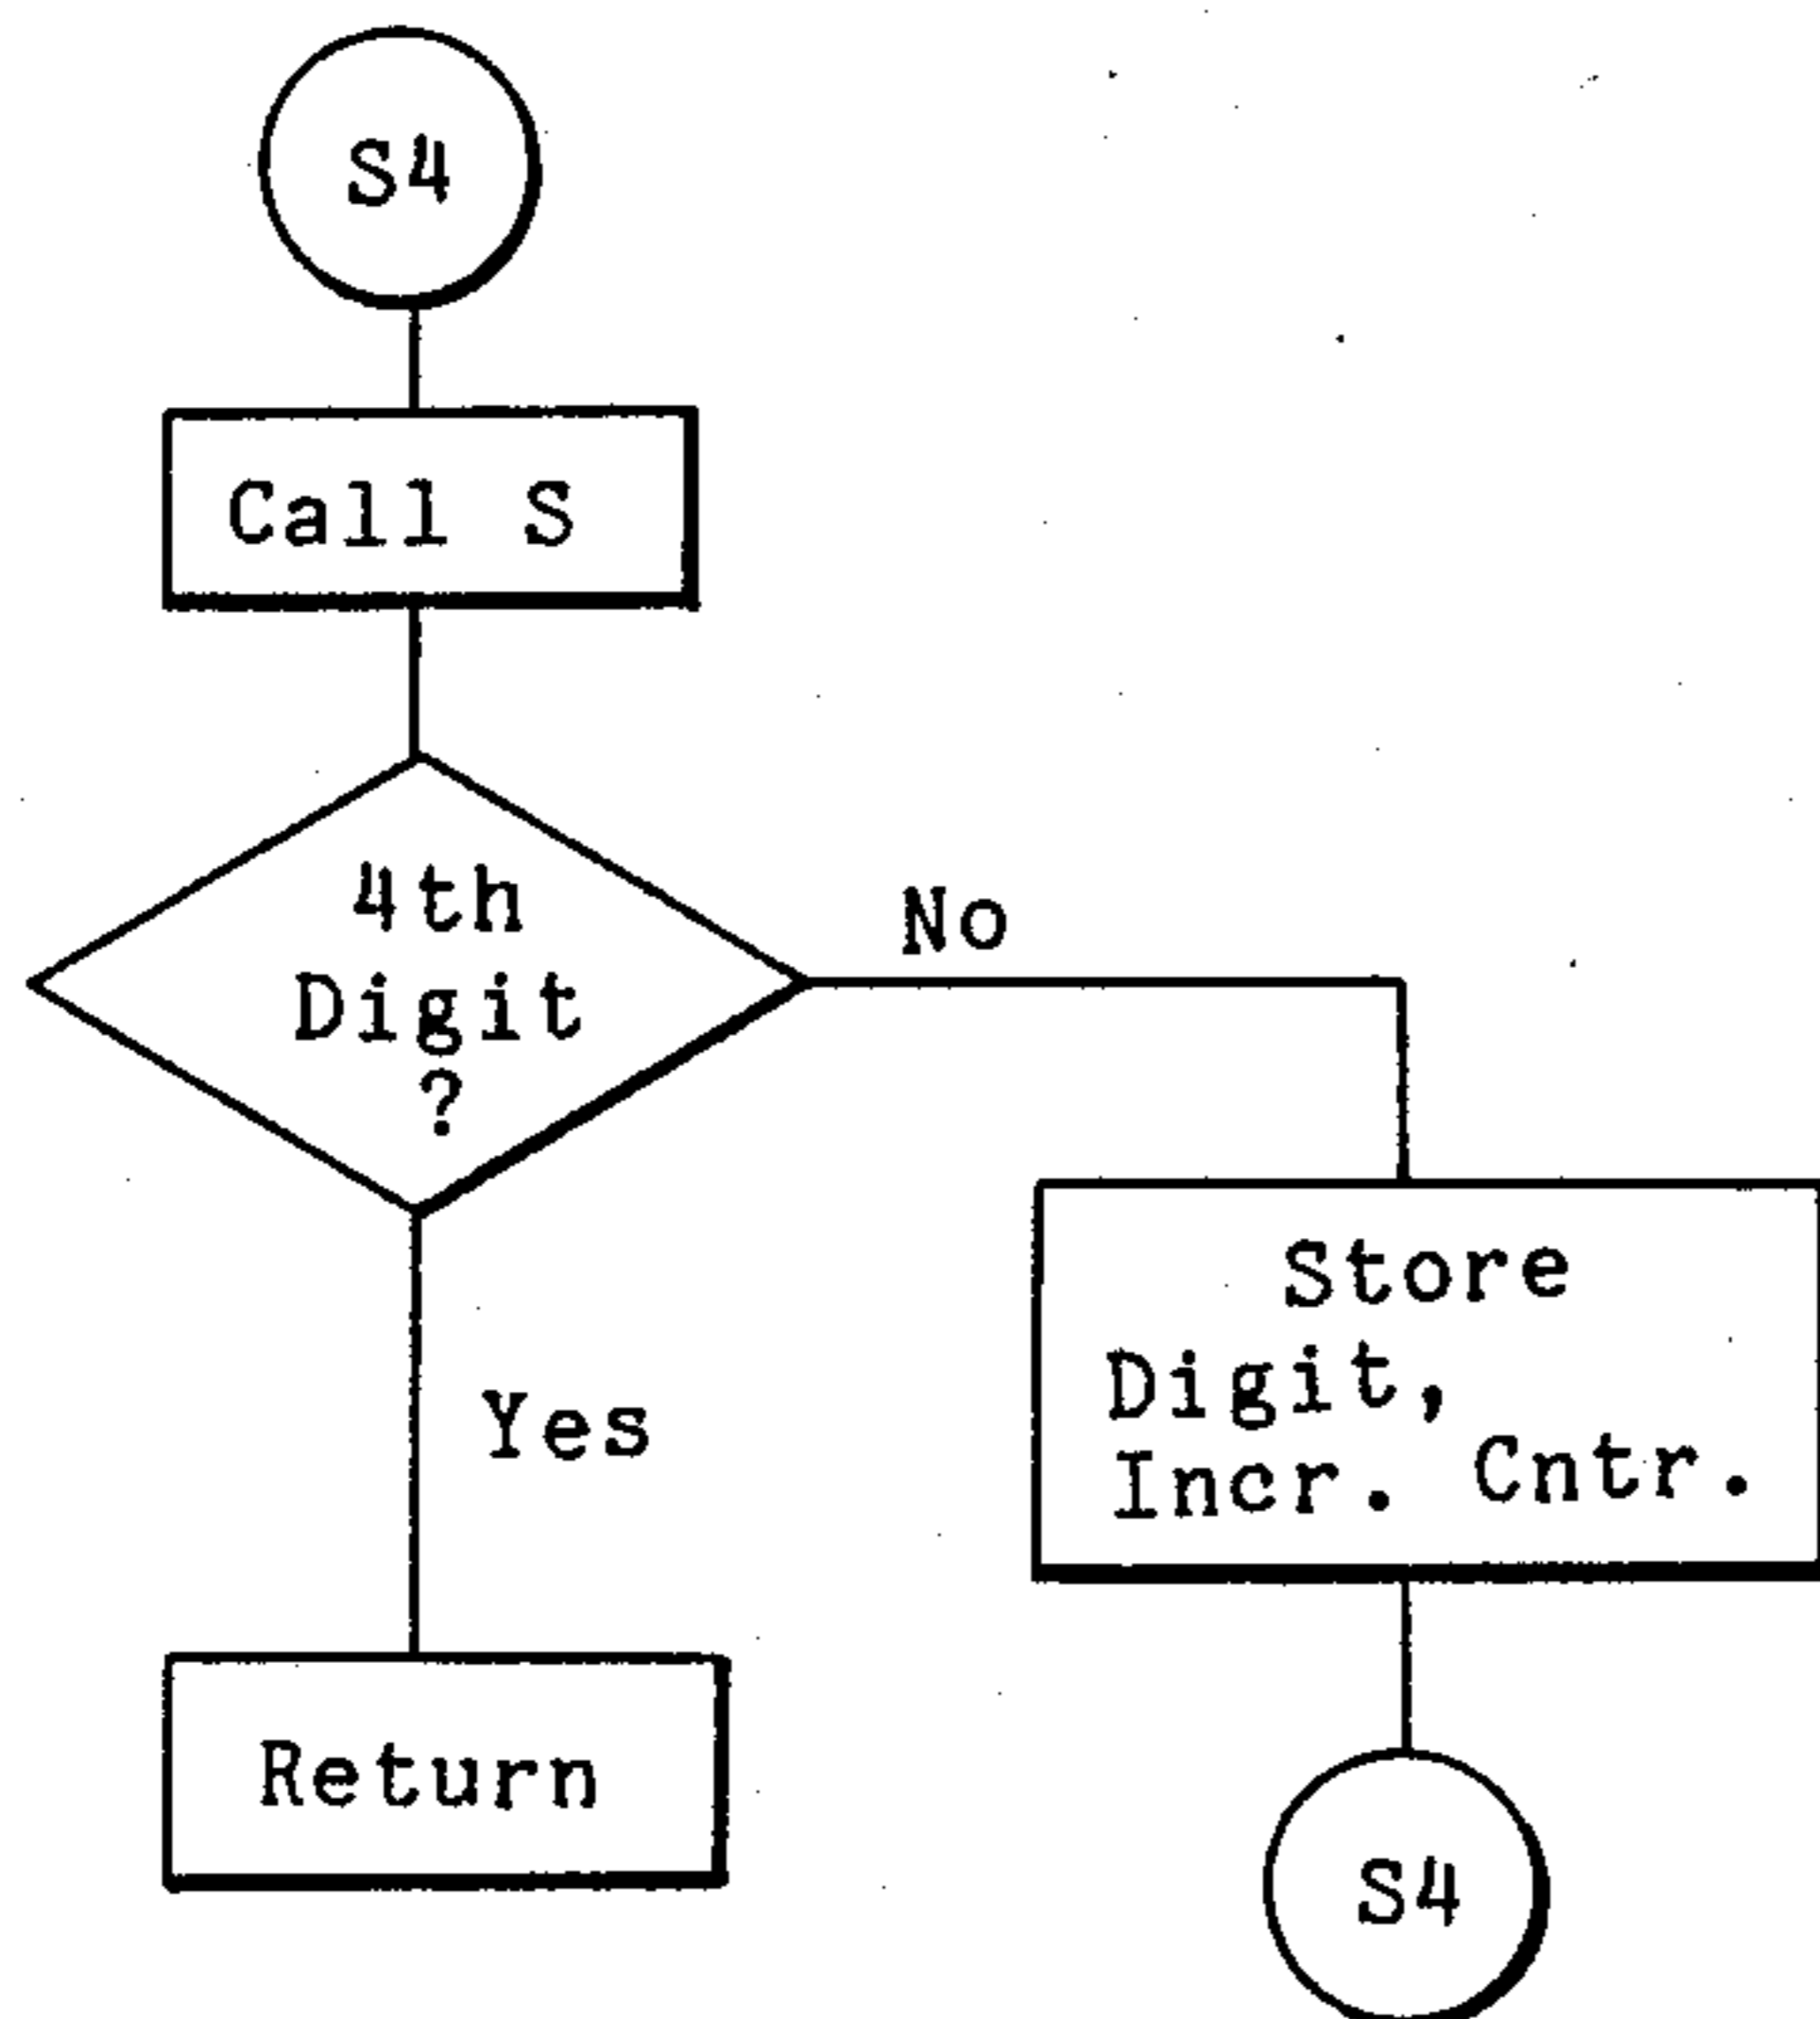 S4
Call S
4th
Digit
?
No
Yes
Store
Digit,
Incr. Cntr.
Return
S4